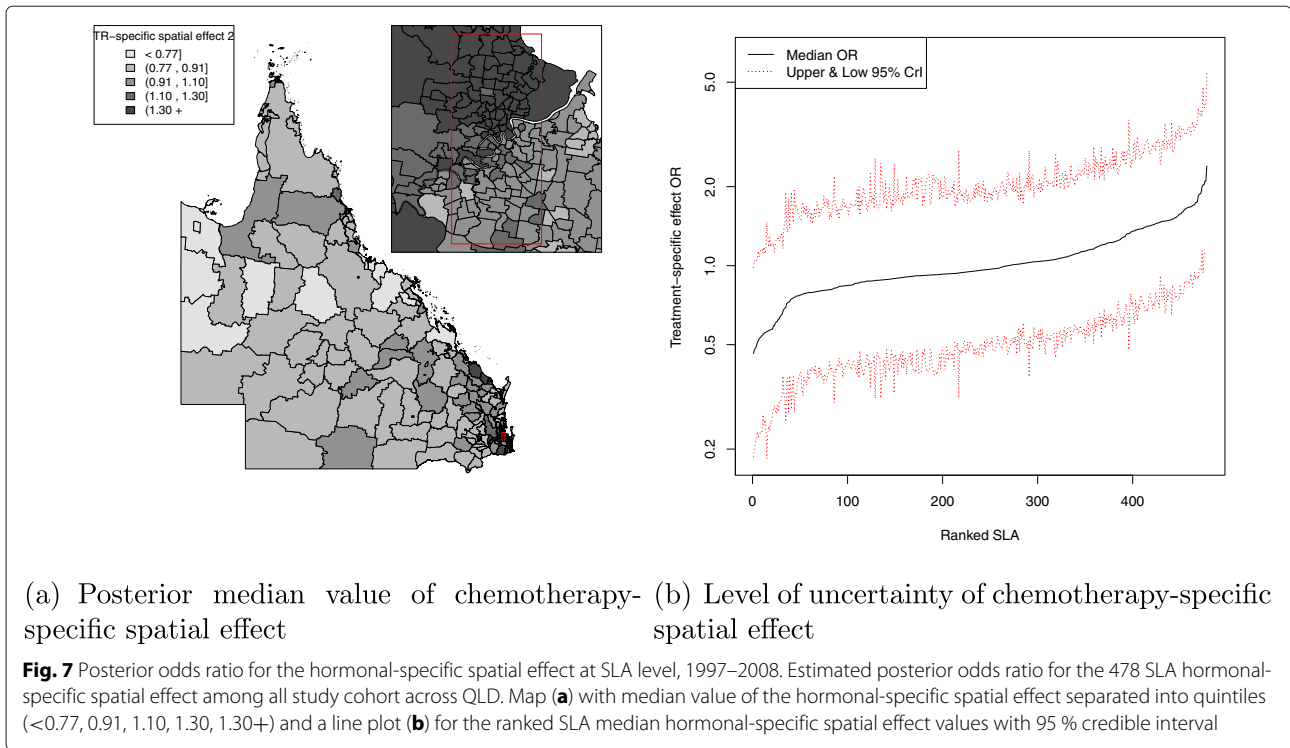 TR−specific spatial effect 2
< 0.77]
(0.77 , 0.91]
(0.91 , 1.10]
(1.10 , 1.30]
(1.30 +
Median OR
Upper & Low 95% CrI
Treatment−specific effect OR
5.0
2.0
1.0
0.5
0.2
0 100 200 300 400
Ranked SLA
(a) Posterior median value of chemotherapy-
specific spatial effect
(b) Level of uncertainty of chemotherapy-specific
spatial effect
Fig. 7 Posterior odds ratio for the hormonal-specific spatial effect at SLA level, 1997–2008. Estimated posterior odds ratio for the 478 SLA hormonal-
specific spatial effect among all study cohort across QLD. Map (a) with median value of the hormonal-specific spatial effect separated into quintiles
(<0.77, 0.91, 1.10, 1.30, 1.30+) and a line plot (b) for the ranked SLA median hormonal-specific spatial effect values with 95 % credible interval